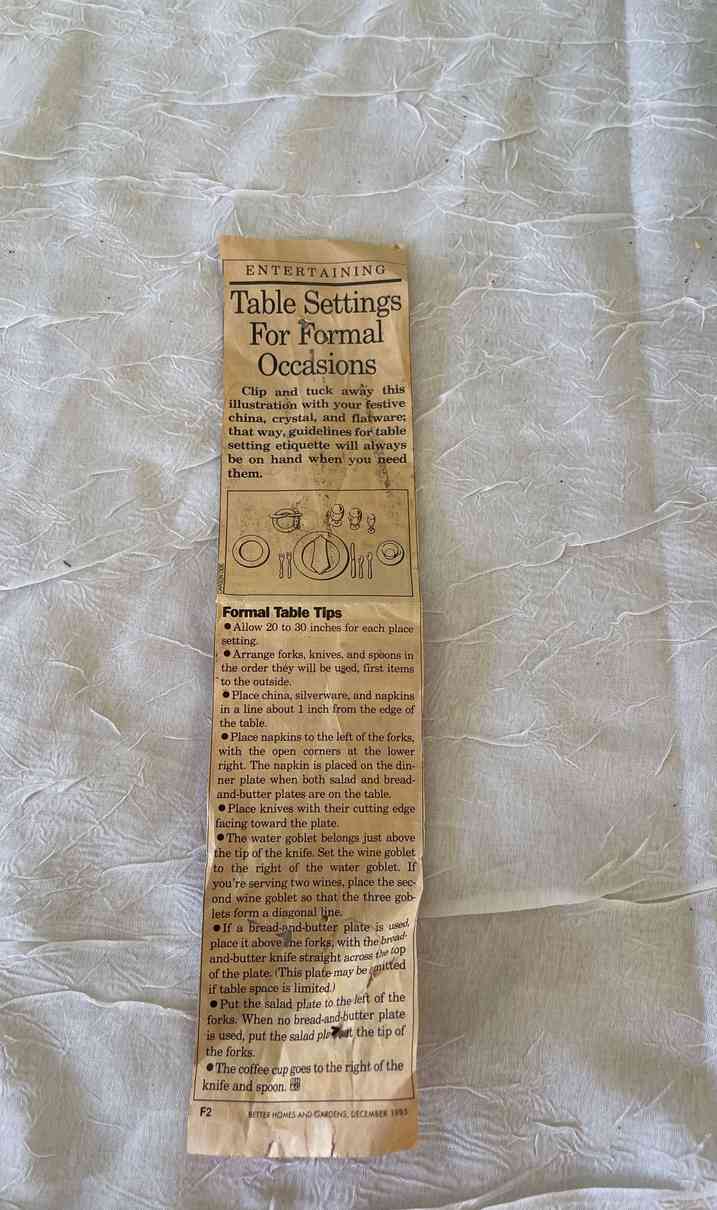 ENTERTAINING
Table Settings
For Formal
Occasions
Clip and tuck away this
illustration with your festive
china, crystal, and flatware;
that way, guidelines for table
setting etiquette will always
be on hand when you need
them.
Formal Table Tips
●Allow 20 to 30 inches for each place
setting.
●Arrange forks, knives, and spoons in
the order they will be used, first items
to the outside.
●Place china, silverware, and napkins
in a line about 1 inch from the edge of
the table.
●Place napkins to the left of the forks,
with the open corners at the lower
right. The napkin is placed on the din-
ner plate when both salad and bread-
and-butter plates are on the table.
●Place knives with their cutting edge
facing toward the plate.
●The water goblet belongs just above
the tip of the knife. Set the wine goblet
to the right of the water goblet. If
you're serving two wines, place the sec-
ond wine goblet so that the three gob-
lets form a diagonal line.
●If a bread-and-butter plate is used,
place it above the forks, with the bread-
and-butter knife straight across the top
of the plate. (This plate may be omitted
if table space is limited.)
●Put the salad plate to the left of the
forks. When no bread-and-butter plate
is used, put the salad the tip of
the forks.
●The coffee cup goes to the right of the
knife and spoon.
F2
BETTER HOMES AND GARDENS, DECEMBER